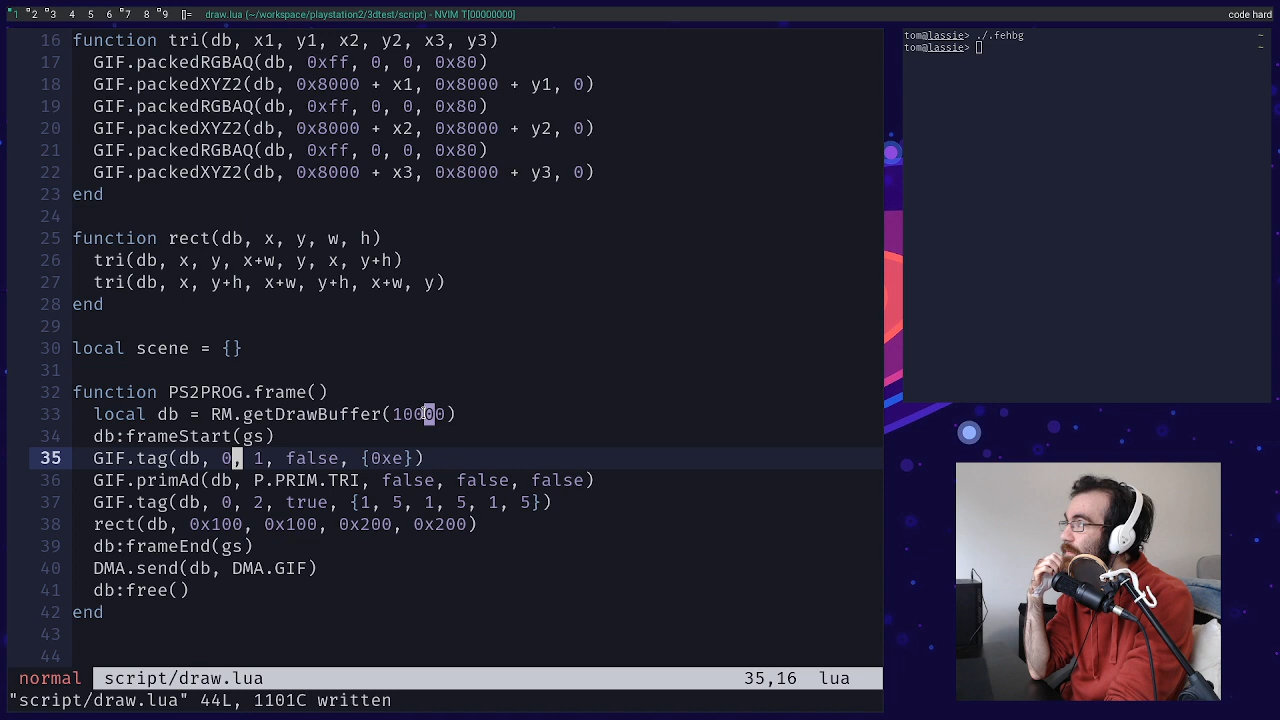 1 2 3 4 5 6 7 8 9 []= draw.lua (~/workspace/playstation2/3dtest/script) - NVIM T[00000000] code hard
16 function tri(db, x1, y1, x2, y2, x3, y3)
17 GIF.packedRGBAQ(db, 0xff, 0, 0, 0x80)
18 GIF.packedXYZ2(db, 0x8000 + x1, 0x8000 + y1, 0)
19 GIF.packedRGBAQ(db, 0xff, 0, 0, 0x80)
20 GIF.packedXYZ2(db, 0x8000 + x2, 0x8000 + y2, 0)
21 GIF.packedRGBAQ(db, 0xff, 0, 0, 0x80)
22 GIF.packedXYZ2(db, 0x8000 + x3, 0x8000 + y3, 0)
23 end
24
25 function rect(db, x, y, w, h)
26 tri(db, x, y, x+w, y, x, y+h)
27 tri(db, x, y+h, x+w, y+h, x+w, y)
28 end
29
30 local scene = {}
31
32 function PS2PROG.frame()
33 local db = RM.getDrawBuffer(10000)
34 db:frameStart(gs)
35 GIF.tag(db, 0, 1, false, {0xe})
36 GIF.primAd(db, P.PRIM.TRI, false, false, false)
37 GIF.tag(db, 0, 2, true, {1, 5, 1, 5, 1, 5})
38 rect(db, 0x100, 0x100, 0x200, 0x200)
39 db:frameEnd(gs)
40 DMA.send(db, DMA.GIF)
41 db:free()
42 end
43
44
normal script/draw.lua 35,16 lua
"script/draw.lua" 44L, 1101C written
tom@lassie> ./.fehbg ~
tom@lassie> ~